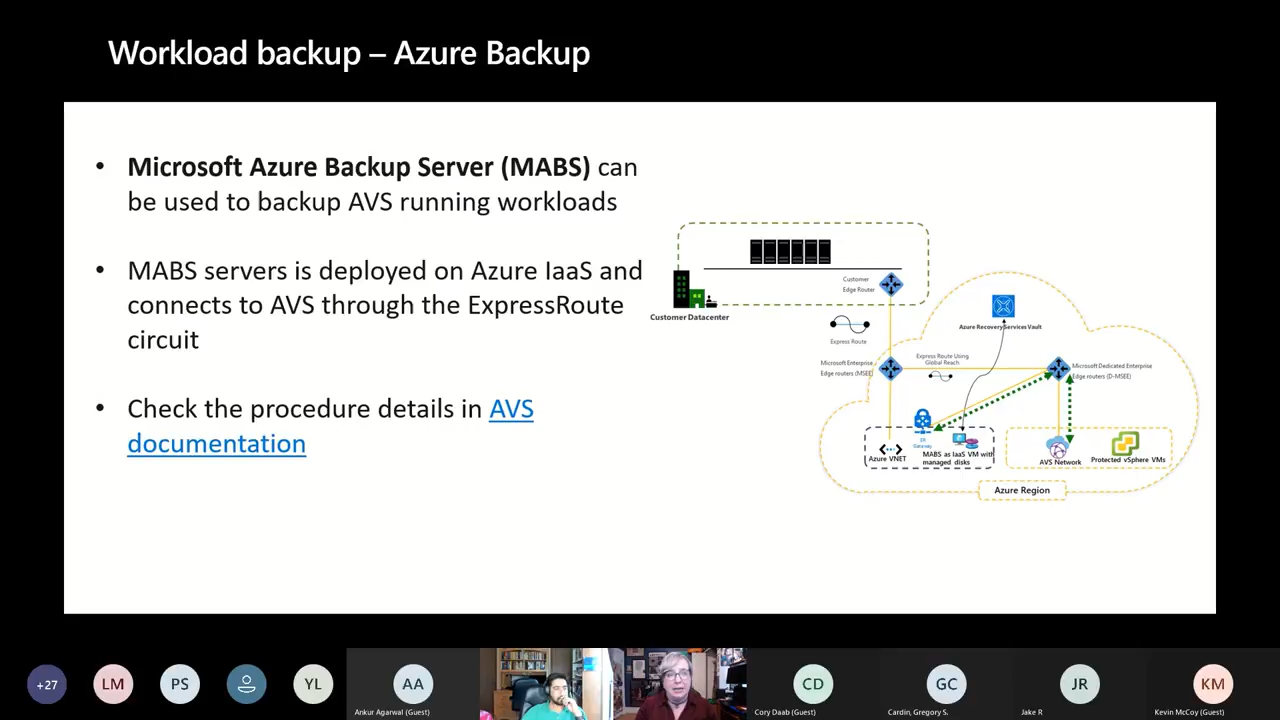 Workload backup – Azure Backup
• Microsoft Azure Backup Server (MABS) can
be used to backup AVS running workloads
• MABS servers is deployed on Azure IaaS and
connects to AVS through the ExpressRoute
circuit
• Check the procedure details in AVS
documentation
Customer
Edge Router
Customer Datacenter
Express Route
Azure Recovery Services Vault
Microsoft Enterprise
Edge routers (MSEE)
Express Route Using
Global Reach
Microsoft Dedicated Enterprise
Edge routers (D-MSEE)
ER
Gateway
Azure VNET
MABS as IaaS VM with
managed disks
AVS Network
Protected vSphere VMs
Azure Region
+27
LM
PS
YL
AA
Ankur Agarwal (Guest)
CD
Cory Daab (Guest)
GC
Cardin, Gregory S.
JR
Jake R
KM
Kevin McCoy (Guest)